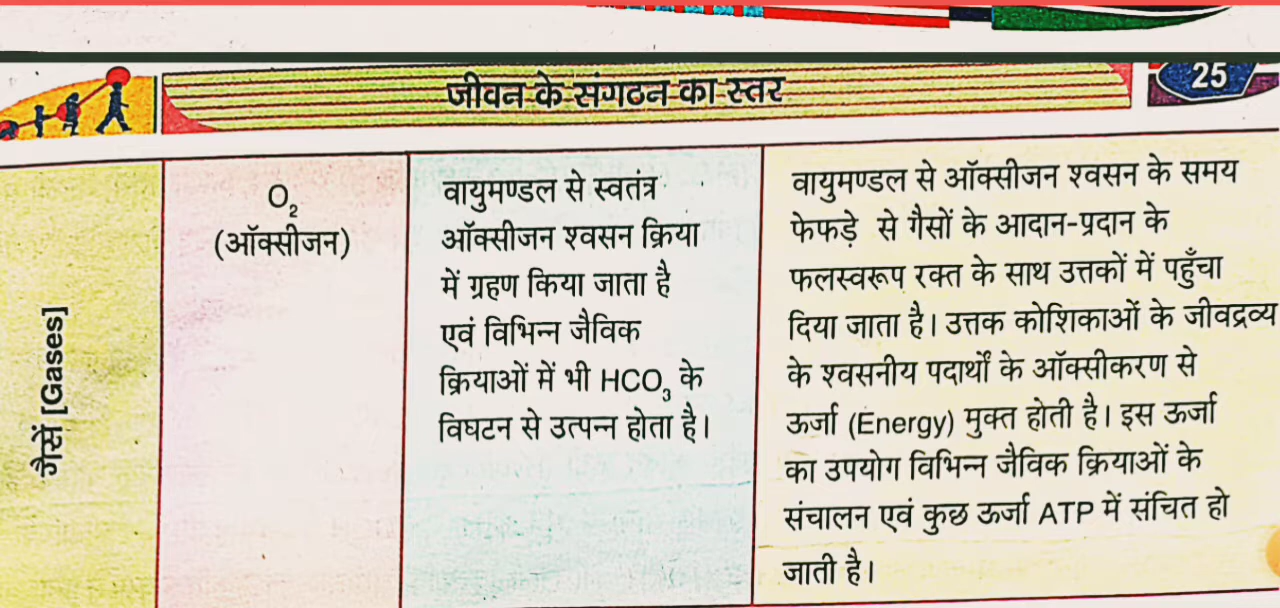 जीवन के संगठन का स्तर
25
गैसें [Gases]
O₂
(ऑक्सीजन)
वायुमण्डल से स्वतंत्र
ऑक्सीजन श्वसन क्रिया
में ग्रहण किया जाता है
एवं विभिन्न जैविक
क्रियाओं में भी HCO₃ के
विघटन से उत्पन्न होता है।
वायुमण्डल से ऑक्सीजन श्वसन के समय
फेफड़े से गैसों के आदान-प्रदान के
फलस्वरूप रक्त के साथ उत्तकों में पहुँचा
दिया जाता है। उत्तक कोशिकाओं के जीवद्रव्य
के श्वसनीय पदार्थों के ऑक्सीकरण से
ऊर्जा (Energy) मुक्त होती है। इस ऊर्जा
का उपयोग विभिन्न जैविक क्रियाओं के
संचालन एवं कुछ ऊर्जा ATP में संचित हो
जाती है।